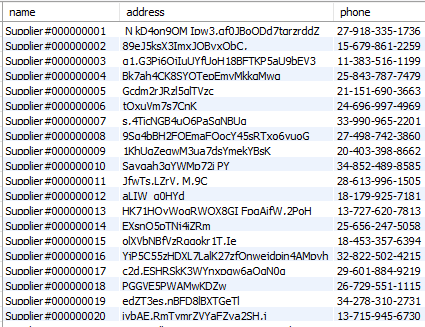 name address phone
Supplier#000000001 N kD4on9OM Ipw3,gf0JBoQDd7tgrzrddZ 27-918-335-1736
Supplier#000000002 89eJ5ksX3ImxJQBvxObC, 15-679-861-2259
Supplier#000000003 q1,G3Pj6OjIuUYfUoH18BFTKP5aU9bEV3 11-383-516-1199
Supplier#000000004 Bk7ah4CK8SYQTepEmvMkkgMwg 25-843-787-7479
Supplier#000000005 Gcdm2rJRzl5qlTVzc 21-151-690-3663
Supplier#000000006 tQxuVm7s7CnK 24-696-997-4969
Supplier#000000007 s,4TicNGB4uO6PaSqNBUq 33-990-965-2201
Supplier#000000008 9Sq4bBH2FQEmaFOocY45sRTxo6yuoG 27-498-742-3860
Supplier#000000009 1KhUgZegwM3ua7dsYmekYBsK 20-403-398-8662
Supplier#000000010 Saygah3gYWMp72i PY 34-852-489-8585
Supplier#000000011 JfwTs,LZrV, M,9C 28-613-996-1505
Supplier#000000012 aLIW q0HYd 18-179-925-7181
Supplier#000000013 HK71HQyWoqRWOX8GI FpgAifW,2PoH 13-727-620-7813
Supplier#000000014 EXsnO5pTNj4iZRm 25-656-247-5058
Supplier#000000015 olXVbNBfVzRqgokr1T,Ie 18-453-357-6394
Supplier#000000016 YjP5C55zHDXL7LalK27zfQnwejdpin4AMpvh 32-822-502-4215
Supplier#000000017 c2d,ESHRSkK3WYnxpgw6aOqN0q 29-601-884-9219
Supplier#000000018 PGGVE5PWAMwKDZw 26-729-551-1115
Supplier#000000019 edZT3es,nBFD8lBXTGeTl 34-278-310-2731
Supplier#000000020 iybAE,RmTymrZVYaFZva2SH,j 13-715-945-6730